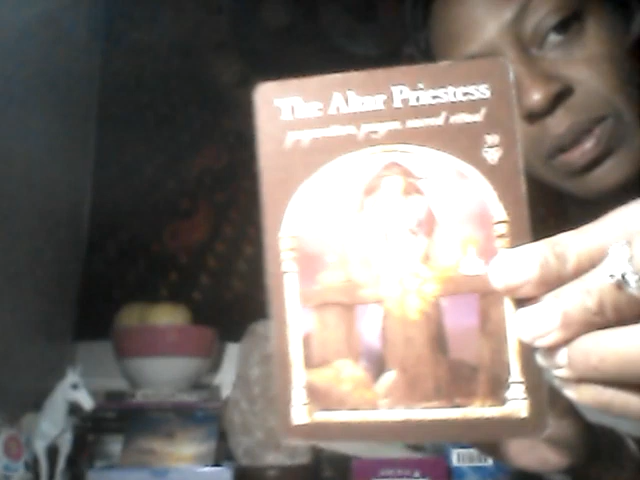 The Altar Priestess
preparation, prayer, sacred ritual